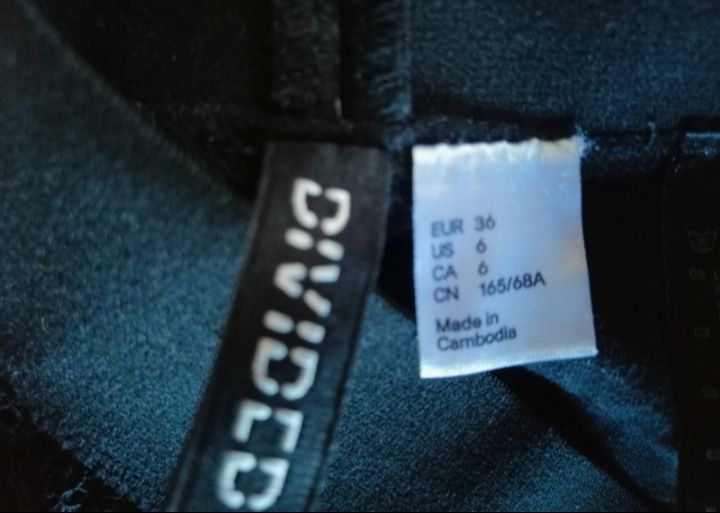 DIVIDED
EUR 36
US 6
CA 6
CN 165/68A
Made in
Cambodia